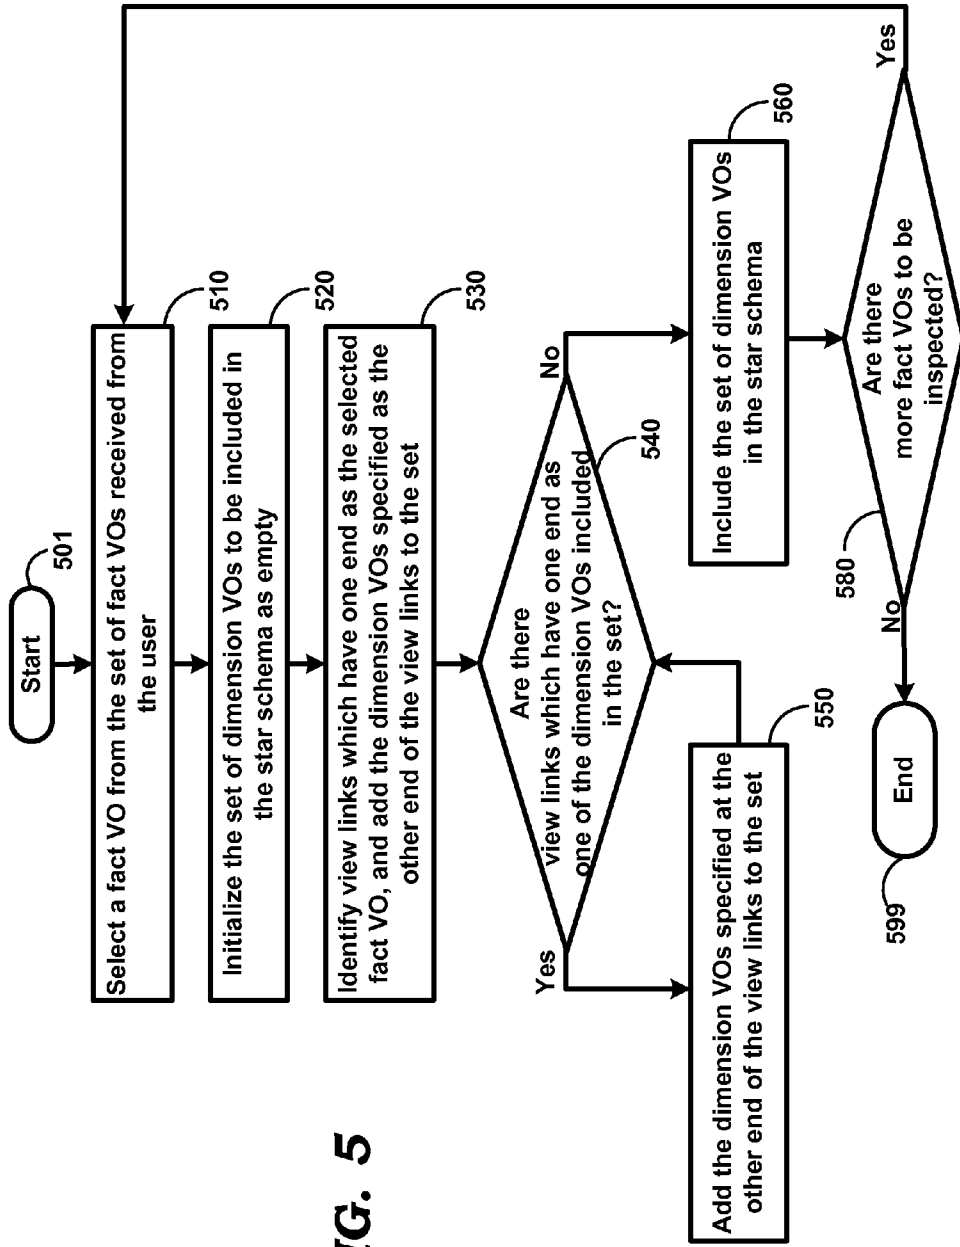 Start
501
Select a fact VO from the set of fact VOs received from
the user
510
Initialize the set of dimension VOs to be included in
the star schema as empty
520
Identify view links which have one end as the selected
fact VO, and add the dimension VOs specified as the
other end of the view links to the set
530
Are there
view links which have one end as
one of the dimension VOs included
in the set?
540
Yes
No
Add the dimension VOs specified at the
other end of the view links to the set
550
Include the set of dimension VOs
in the star schema
560
Are there
more fact VOs to be
inspected?
580
Yes
No
End
599
IG. 5